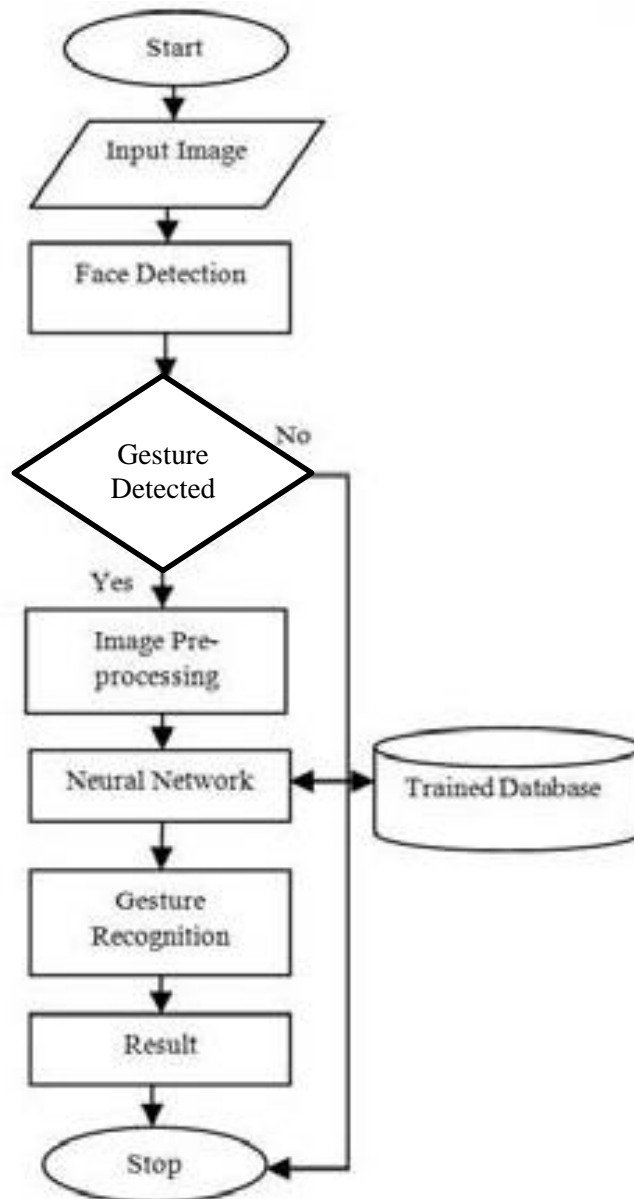 Start
Input Image
Face Detection
No
Gesture
Detected
Yes
Image Pre-
processing
Neural Network
Trained Database
Gesture
Recognition
Result
Stop